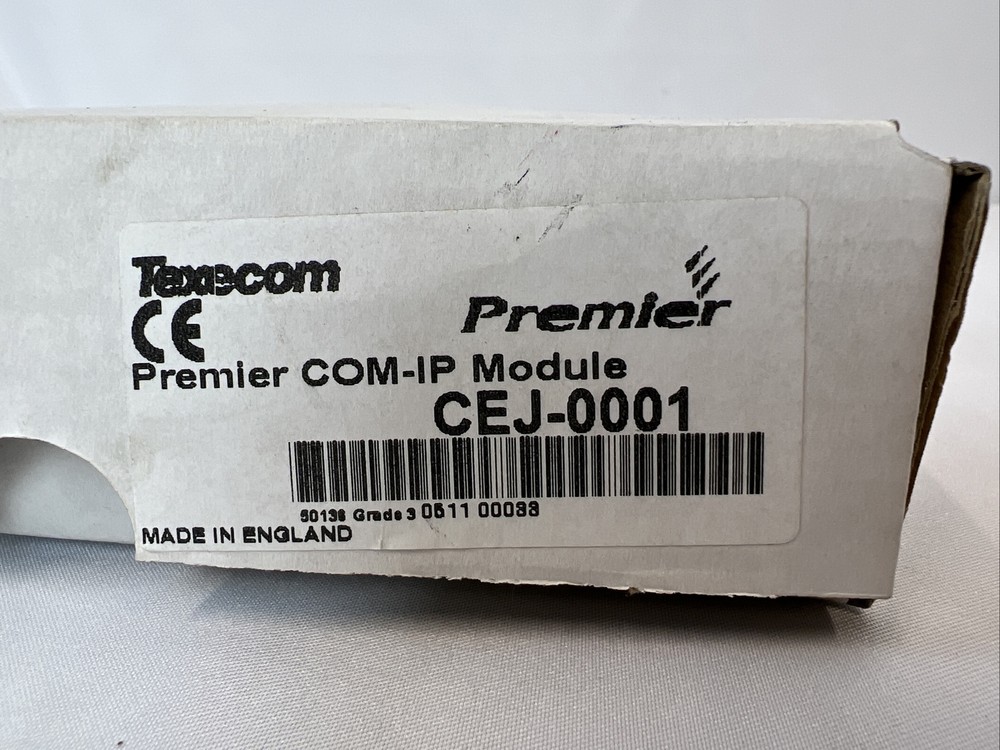 Texecom
Premier
CE
Premier COM-IP Module
CEJ-0001
50136 Grade 3 0511 00033
MADE IN ENGLAND